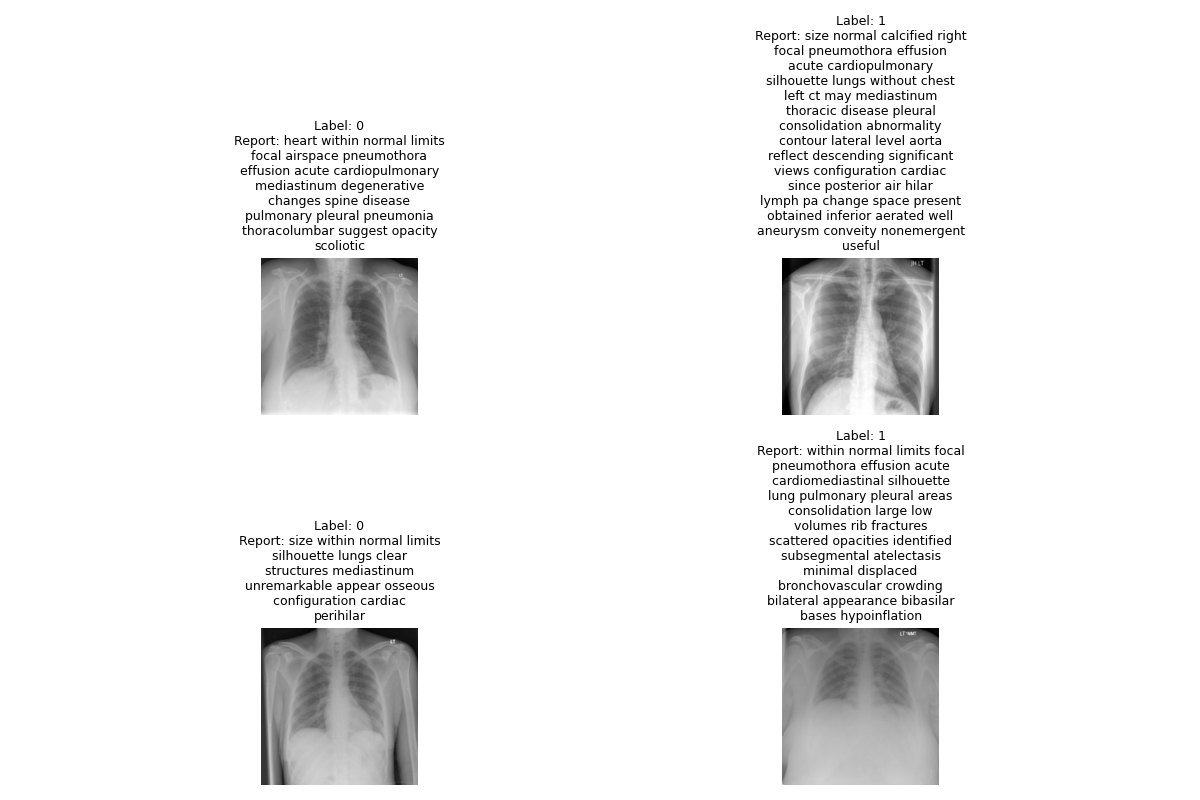 Label: 0
Report: heart within normal limits
focal airspace pneumothora
effusion acute cardiopulmonary
mediastinum degenerative
changes spine disease
pulmonary pleural pneumonia
thoracolumbar suggest opacity
scoliotic
Label: 1
Report: size normal calcified right
focal pneumothora effusion
acute cardiopulmonary
silhouette lungs without chest
left ct may mediastinum
thoracic disease pleural
consolidation abnormality
contour lateral level aorta
reflect descending significant
views configuration cardiac
since posterior air hilar
lymph pa change space present
obtained inferior aerated well
aneurysm conveity nonemergent
useful
Label: 0
Report: size within normal limits
silhouette lungs clear
structures mediastinum
unremarkable appear osseous
configuration cardiac
perihilar
LT
Label: 1
Report: within normal limits focal
pneumothora effusion acute
cardiomediastinal silhouette
lung pulmonary pleural areas
consolidation large low
volumes rib fractures
scattered opacities identified
subsegmental atelectasis
minimal displaced
bronchovascular crowding
bilateral appearance bibasilar
bases hypoinflation
LT